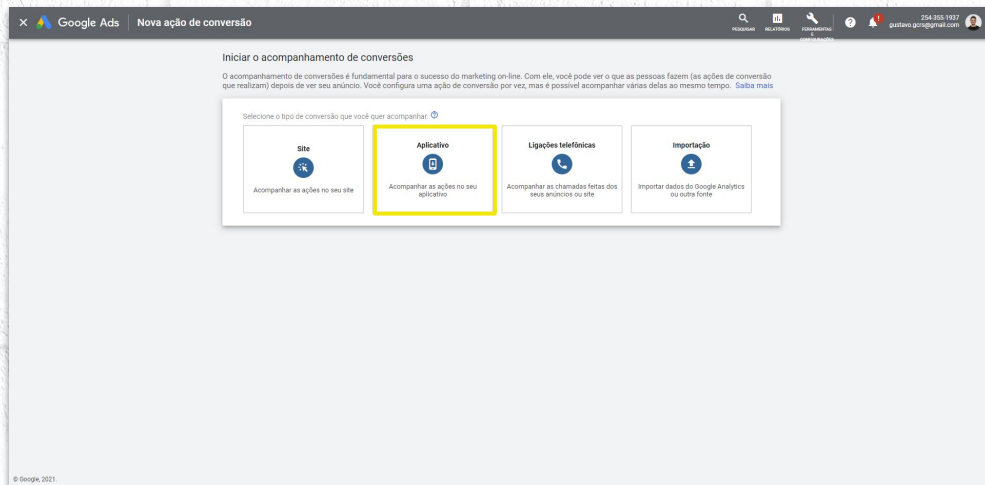 Google Ads
Nova ação de conversão
PESQUISAR
RELATÓRIOS
FERRAMENTAS
E
CONFIGURAÇÕES
254-355-1937
gustavo.gcrs@gmail.com
Iniciar o acompanhamento de conversões
O acompanhamento de conversões é fundamental para o sucesso do marketing on-line. Com ele, você pode ver o que as pessoas fazem (as ações de conversão
que realizam) depois de ver seu anúncio. Você configura uma ação de conversão por vez, mas é possível acompanhar várias delas ao mesmo tempo. Saiba mais
Selecione o tipo de conversão que você quer acompanhar.
Site
Acompanhar as ações no seu site
Aplicativo
Acompanhar as ações no seu
aplicativo
Ligações telefônicas
Acompanhar as chamadas feitas dos
seus anúncios ou site
Importação
Importar dados do Google Analytics
ou outra fonte
© Google, 2021.